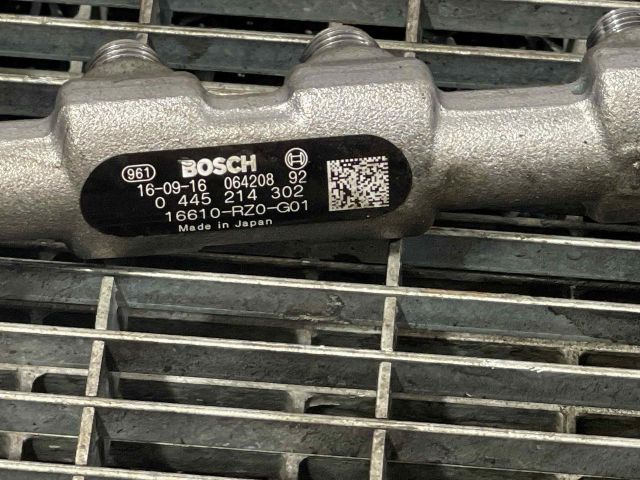 961 BOSCH
16-09-16 064208 92
0 445 214 302
16610-RZ0-G01
Made in Japan